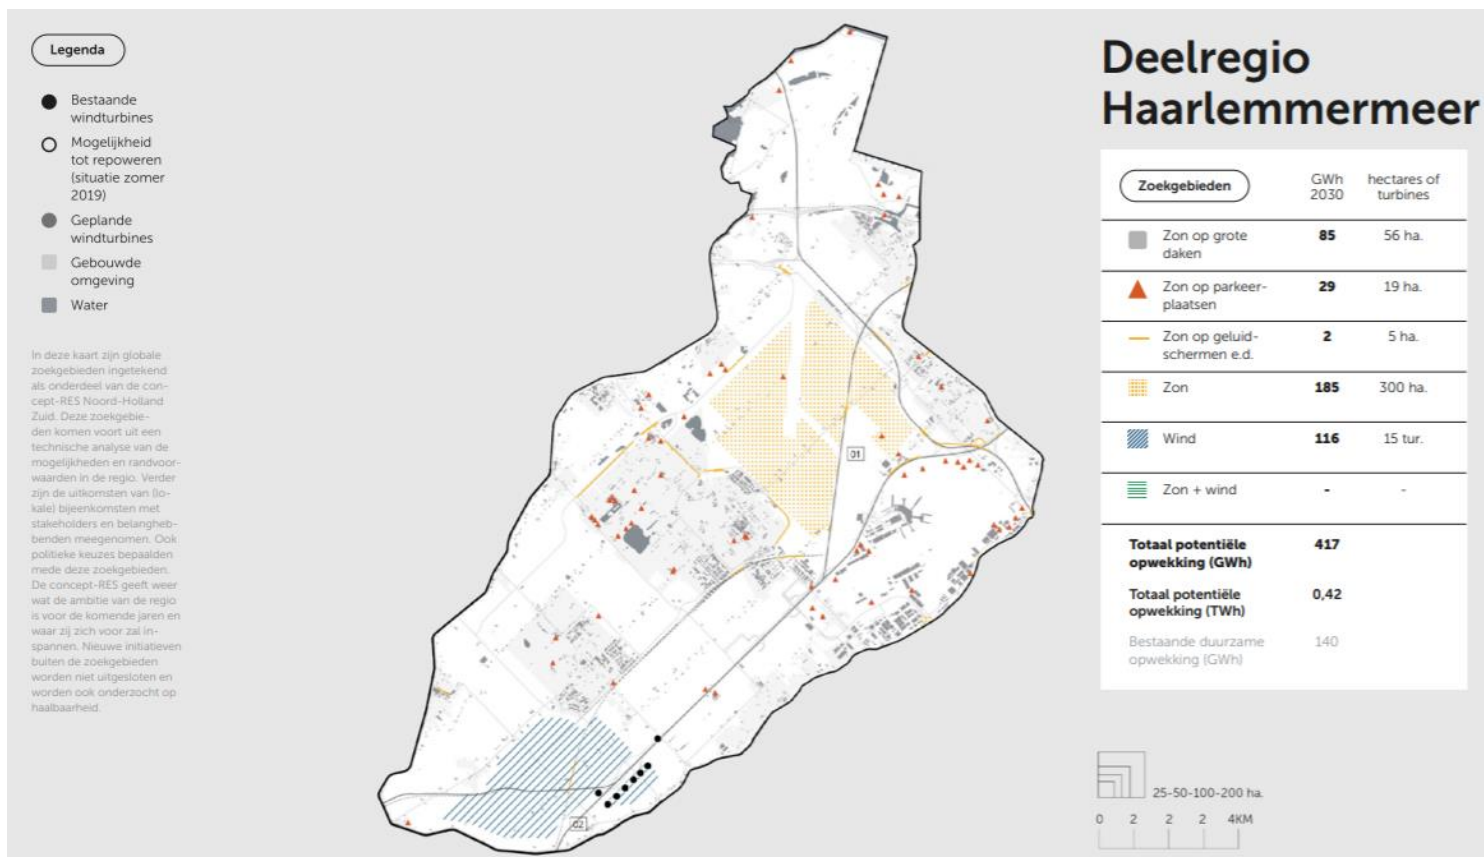 Legenda
Bestaande
windturbines
Mogelijkheid
tot repoweren
(situatie zomer
2019)
Geplande
windturbines
Gebouwde
omgeving
Water
In deze kaart zijn globale
zoekgebieden ingetekend
als onderdeel van de con-
cept-RES Noord-Holland
Zuid. Deze zoekgebie-
den komen voort uit een
technische analyse van de
mogelijkheden en randvoor-
waarden in de regio. Verder
zijn de uitkomsten van (lo-
kale) bijeenkomsten met
stakeholders en belangheb-
benden meegenomen. Ook
politieke keuzes bepaalden
mede deze zoekgebieden.
De concept-RES geeft weer
wat de ambitie van de regio
is voor de komende jaren en
waar zij zich voor zal in-
spannen. Nieuwe initiatieven
buiten de zoekgebieden
worden niet uitgesloten en
worden ook onderzocht op
haalbaarheid.
01
02
Deelregio
Haarlemmermeer
Zoekgebieden GWh 2030 hectares of turbines
Zon op grote daken 85 56 ha.
Zon op parkeer-plaatsen 29 19 ha.
Zon op geluid-schermen e.d. 2 5 ha.
Zon 185 300 ha.
Wind 116 15 tur.
Zon + wind - -
Totaal potentiële opwekking (GWh) 417
Totaal potentiële opwekking (TWh) 0,42
Bestaande duurzame opwekking (GWh) 140
25-50-100-200 ha.
0 2 2 2 4KM